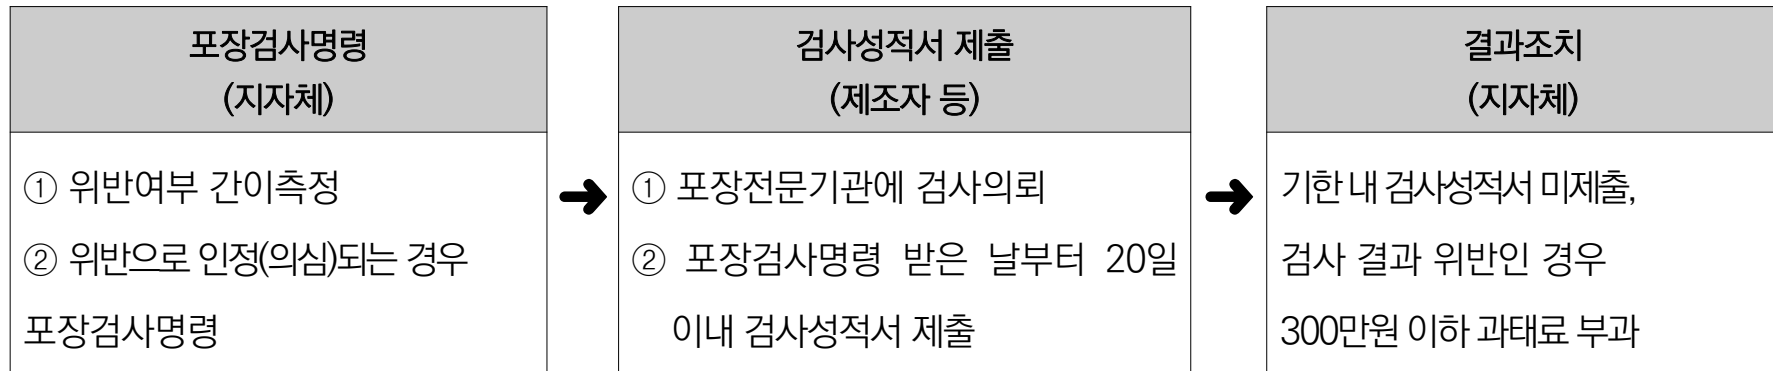 포장검사명령
(지자체)
① 위반여부 간이측정
② 위반으로 인정(의심)되는 경우
포장검사명령
➜
검사성적서 제출
(제조자 등)
① 포장전문기관에 검사의뢰
② 포장검사명령 받은 날부터 20일
이내 검사성적서 제출
➜
결과조치
(지자체)
기한 내 검사성적서 미제출,
검사 결과 위반인 경우
300만원 이하 과태료 부과